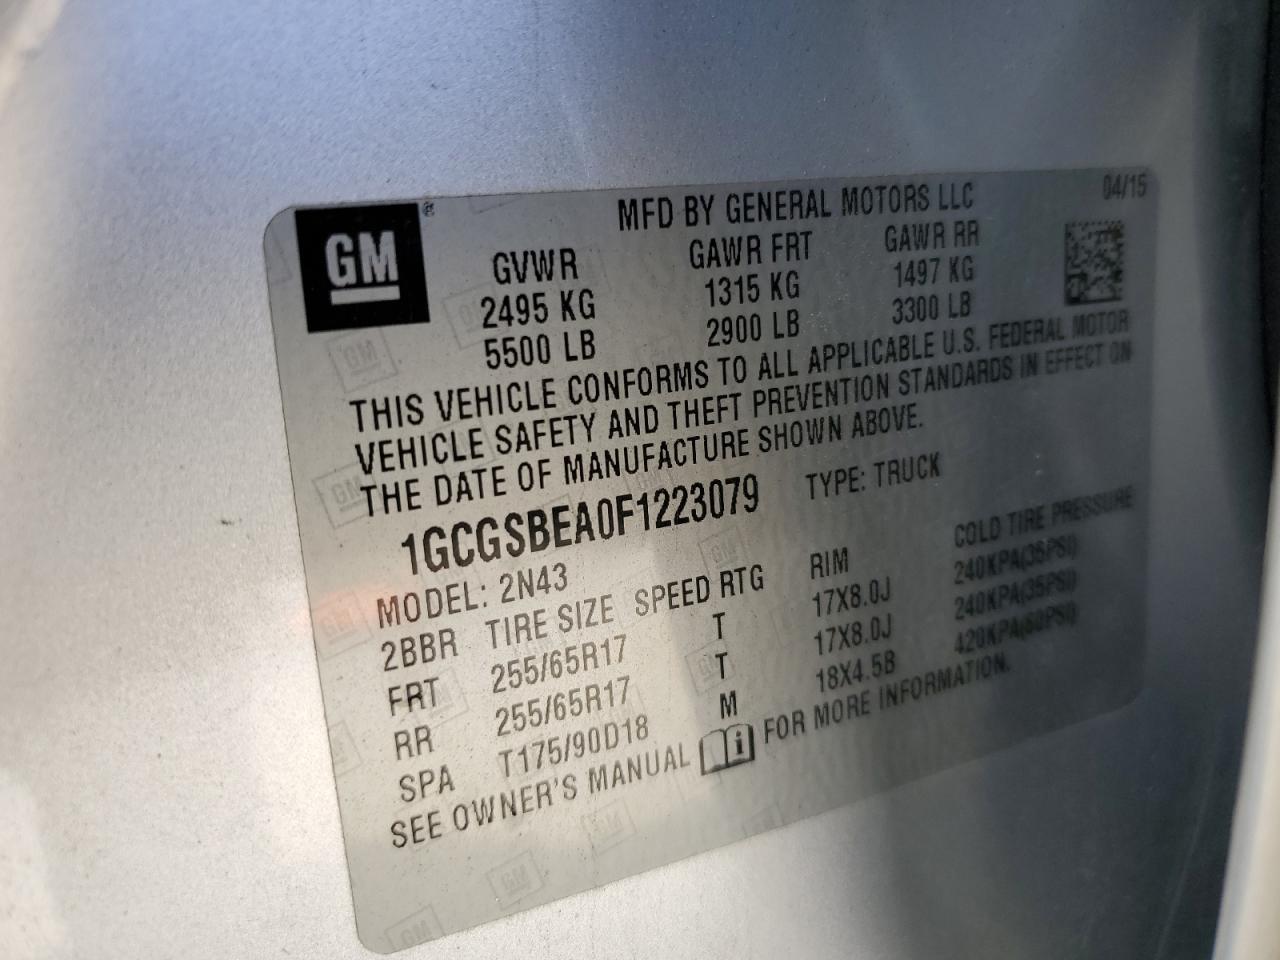 GM ®
MFD BY GENERAL MOTORS LLC 04/15
GVWR GAWR FRT GAWR RR
2495 KG 1315 KG 1497 KG
5500 LB 2900 LB 3300 LB
THIS VEHICLE CONFORMS TO ALL APPLICABLE U.S. FEDERAL MOTOR
VEHICLE SAFETY AND THEFT PREVENTION STANDARDS IN EFFECT ON
THE DATE OF MANUFACTURE SHOWN ABOVE.
1GCGSBEA0F1223079 TYPE: TRUCK
MODEL: 2N43
2BBR TIRE SIZE SPEED RTG RIM COLD TIRE PRESSURE
FRT 255/65R17 T 17X8.0J 240KPA(35PSI)
RR 255/65R17 T 17X8.0J 240KPA(35PSI)
SPA T175/90D18 M 18X4.5B 420KPA(60PSI)
SEE OWNER'S MANUAL FOR MORE INFORMATION.